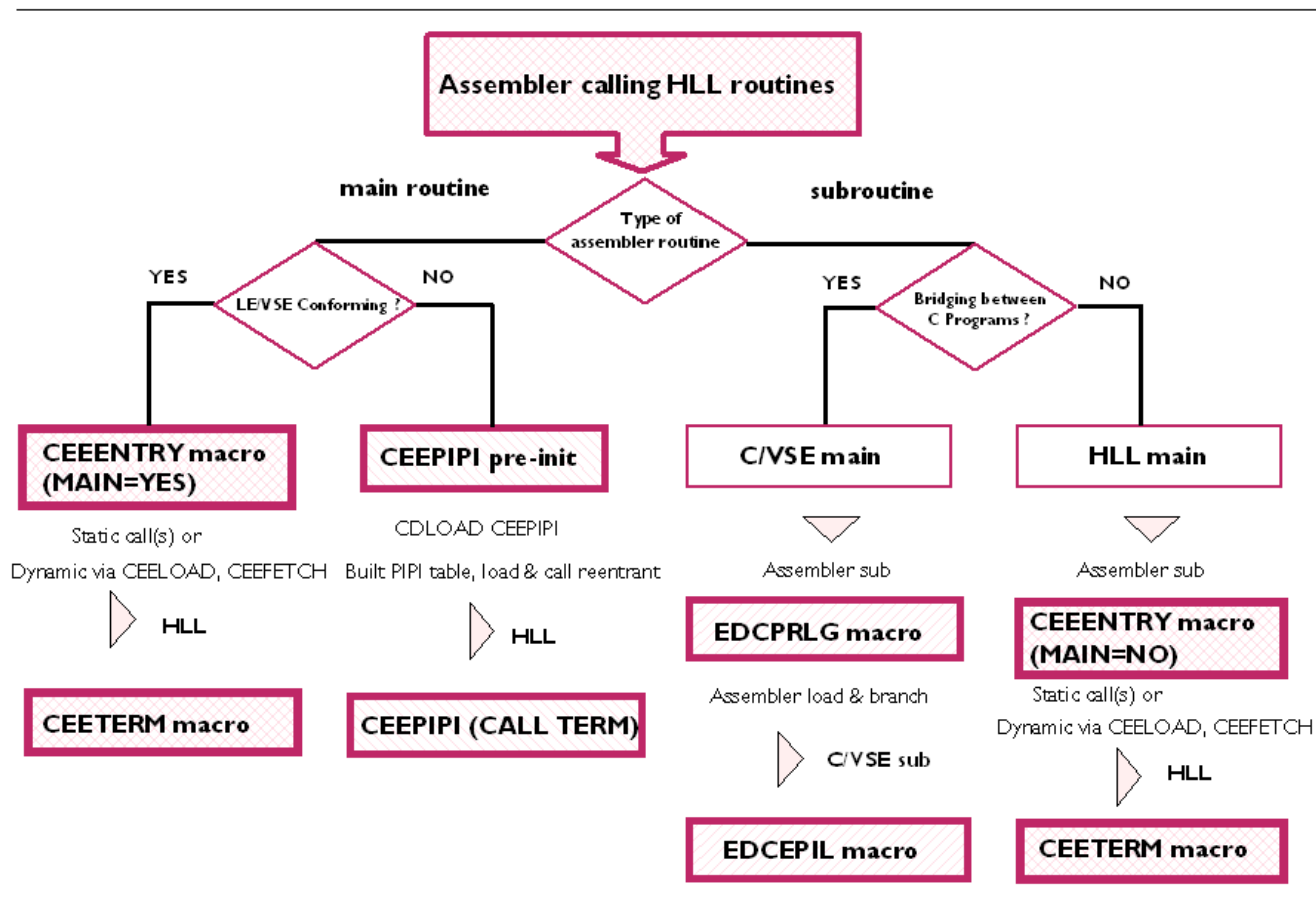 Assembler calling HLL routines
main routine
subroutine
Type of
assembler routine
YES
NO
LE/VSE Conforming ?
YES
NO
Bridging between
C Programs ?
CEEENTRY macro
(MAIN=YES)
Static call(s) or
Dynamic via CEELOAD, CEEFETCH
HLL
CEETERM macro
CEEPIPI pre-init
CDLOAD CEEPIPI
Built PIPI table, load & call reentrant
HLL
CEEPIPI (CALL TERM)
C/VSE main
Assembler sub
EDCPRLG macro
Assembler load & branch
C/VSE sub
EDCEPIL macro
HLL main
Assembler sub
CEEENTRY macro
(MAIN=NO)
Static call(s) or
Dynamic via CEELOAD, CEEFETCH
HLL
CEETERM macro